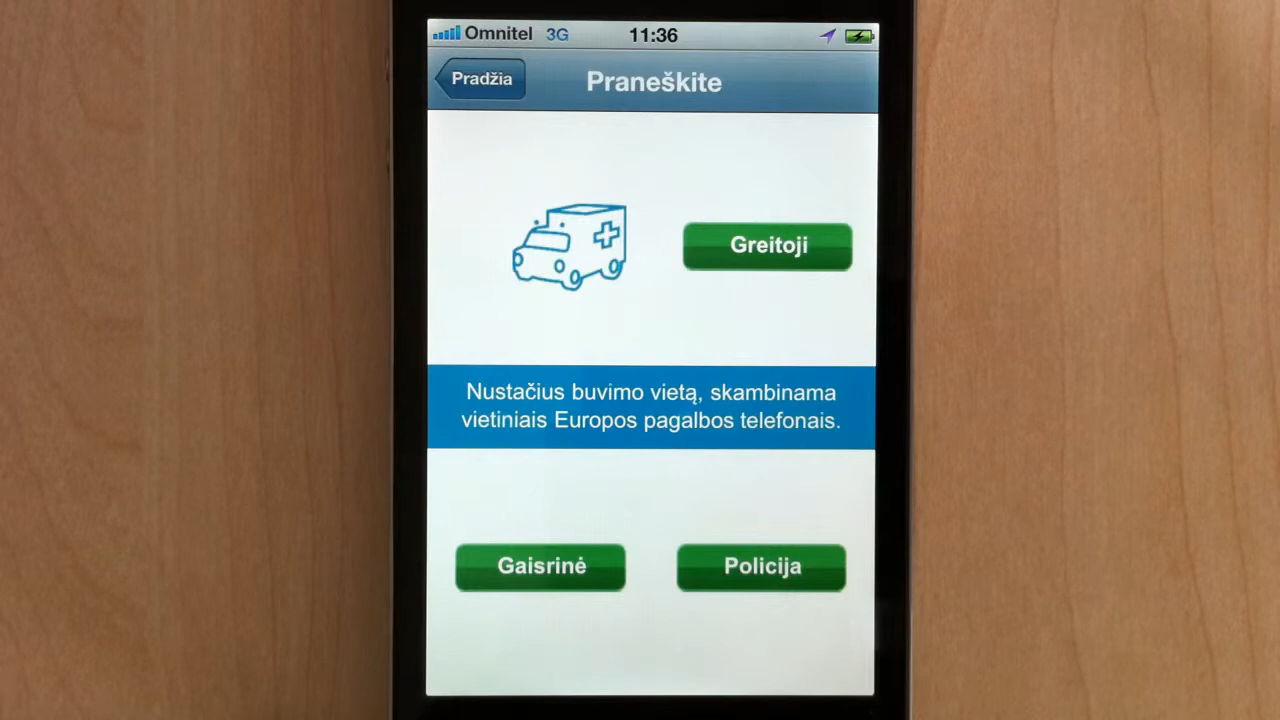 Omnitel 3G 11:36
Pradžia Praneškite
Greitoji
Nustačius buvimo vietą, skambinama
vietiniais Europos pagalbos telefonais.
Gaisrinė Policija